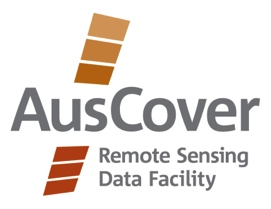 AusCover
Remote Sensing
Data Facility